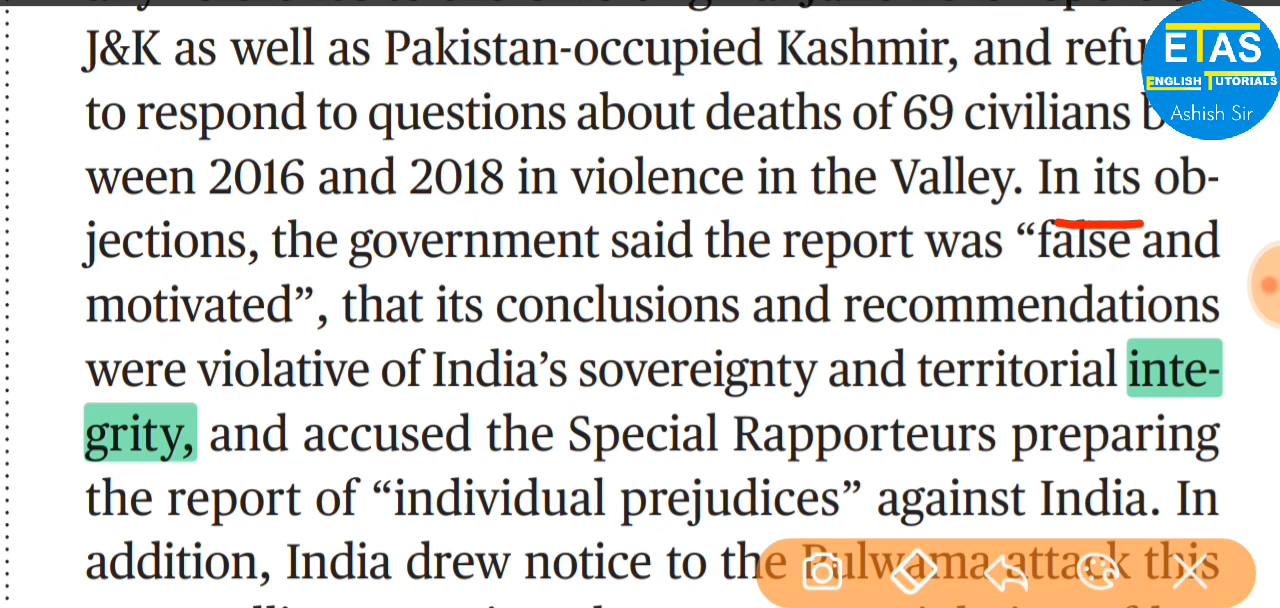 J&K as well as Pakistan-occupied Kashmir, and
to respond to questions about deaths of 69 civilians
ween 2016 and 2018 in violence in the Valley. In its ob-
jections, the government said the report was “false and
motivated”, that its conclusions and recommendations
were violative of India’s sovereignty and territorial inte-
grity, and accused the Special Rapporteurs preparing
the report of “individual prejudices” against India. In
addition, India drew notice to the Pulwama attack this
ETAS
ENGLISH TUTORIALS
Ashish Sir